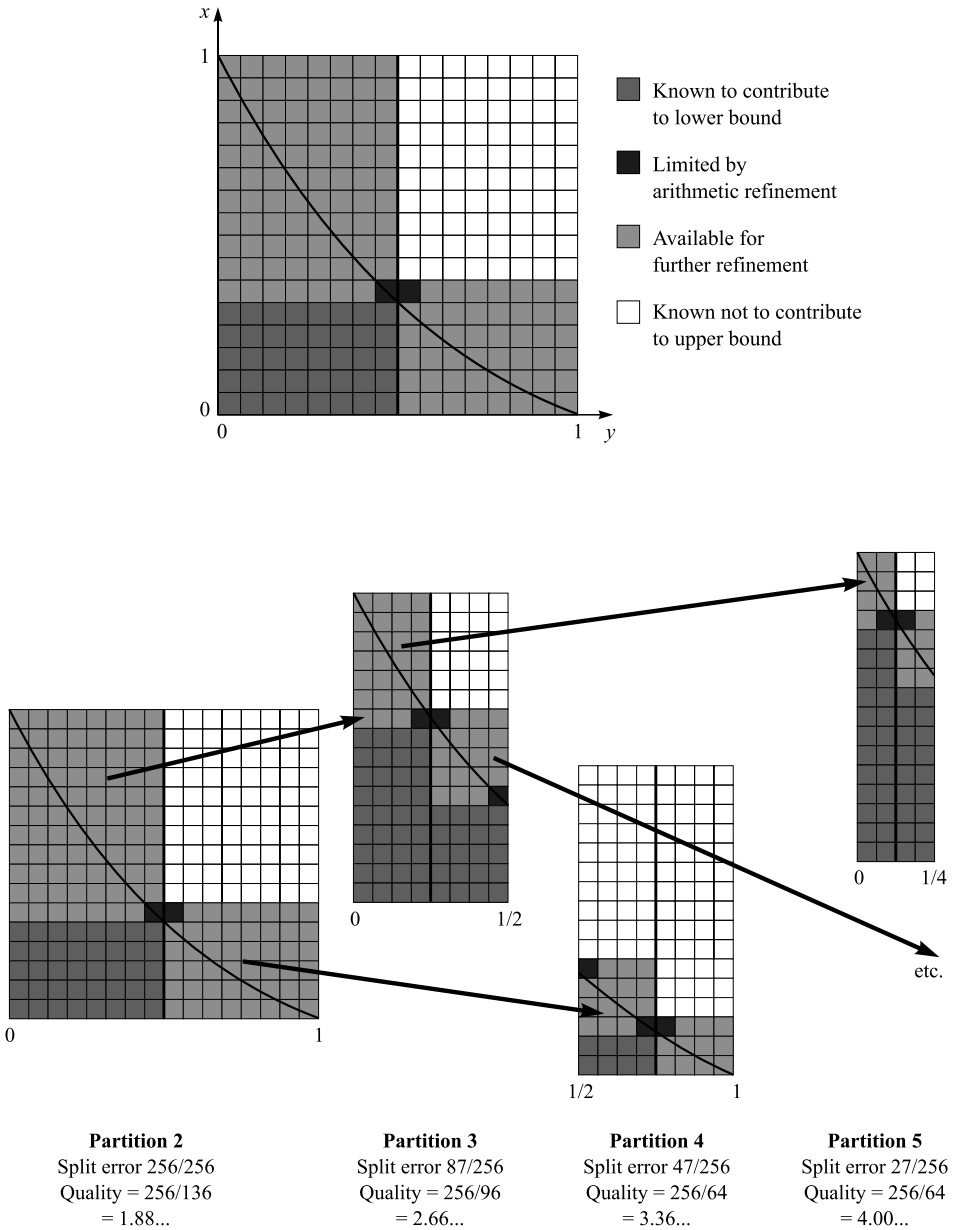 x
1
Known to contribute
to lower bound
Limited by
arithmetic refinement
Available for
further refinement
Known not to contribute
to upper bound
0
0
1
y
0
1/4
0
1/2
etc.
0
1
1/2
1
Partition 2
Split error 256/256
Quality = 256/136
= 1.88...
Partition 3
Split error 87/256
Quality = 256/96
= 2.66...
Partition 4
Split error 47/256
Quality = 256/64
= 3.36...
Partition 5
Split error 27/256
Quality = 256/64
= 4.00...